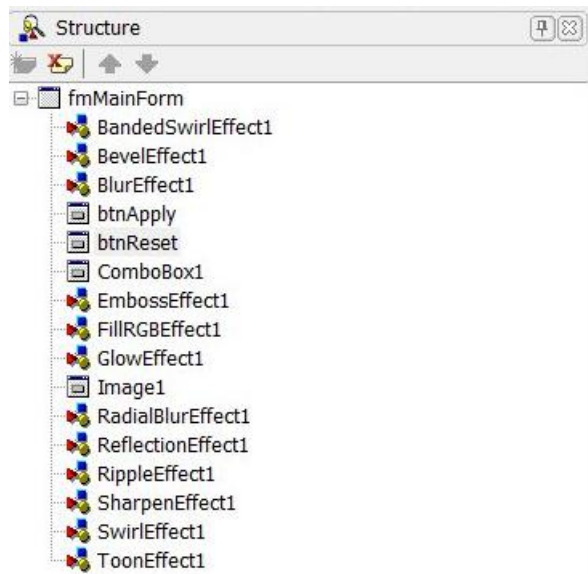 Structure
fmMainForm
BandedSwirlEffect1
BevelEffect1
BlurEffect1
btnApply
btnReset
ComboBox1
EmbossEffect1
FillRGBEffect1
GlowEffect1
Image1
RadialBlurEffect1
ReflectionEffect1
RippleEffect1
SharpenEffect1
SwirlEffect1
ToonEffect1